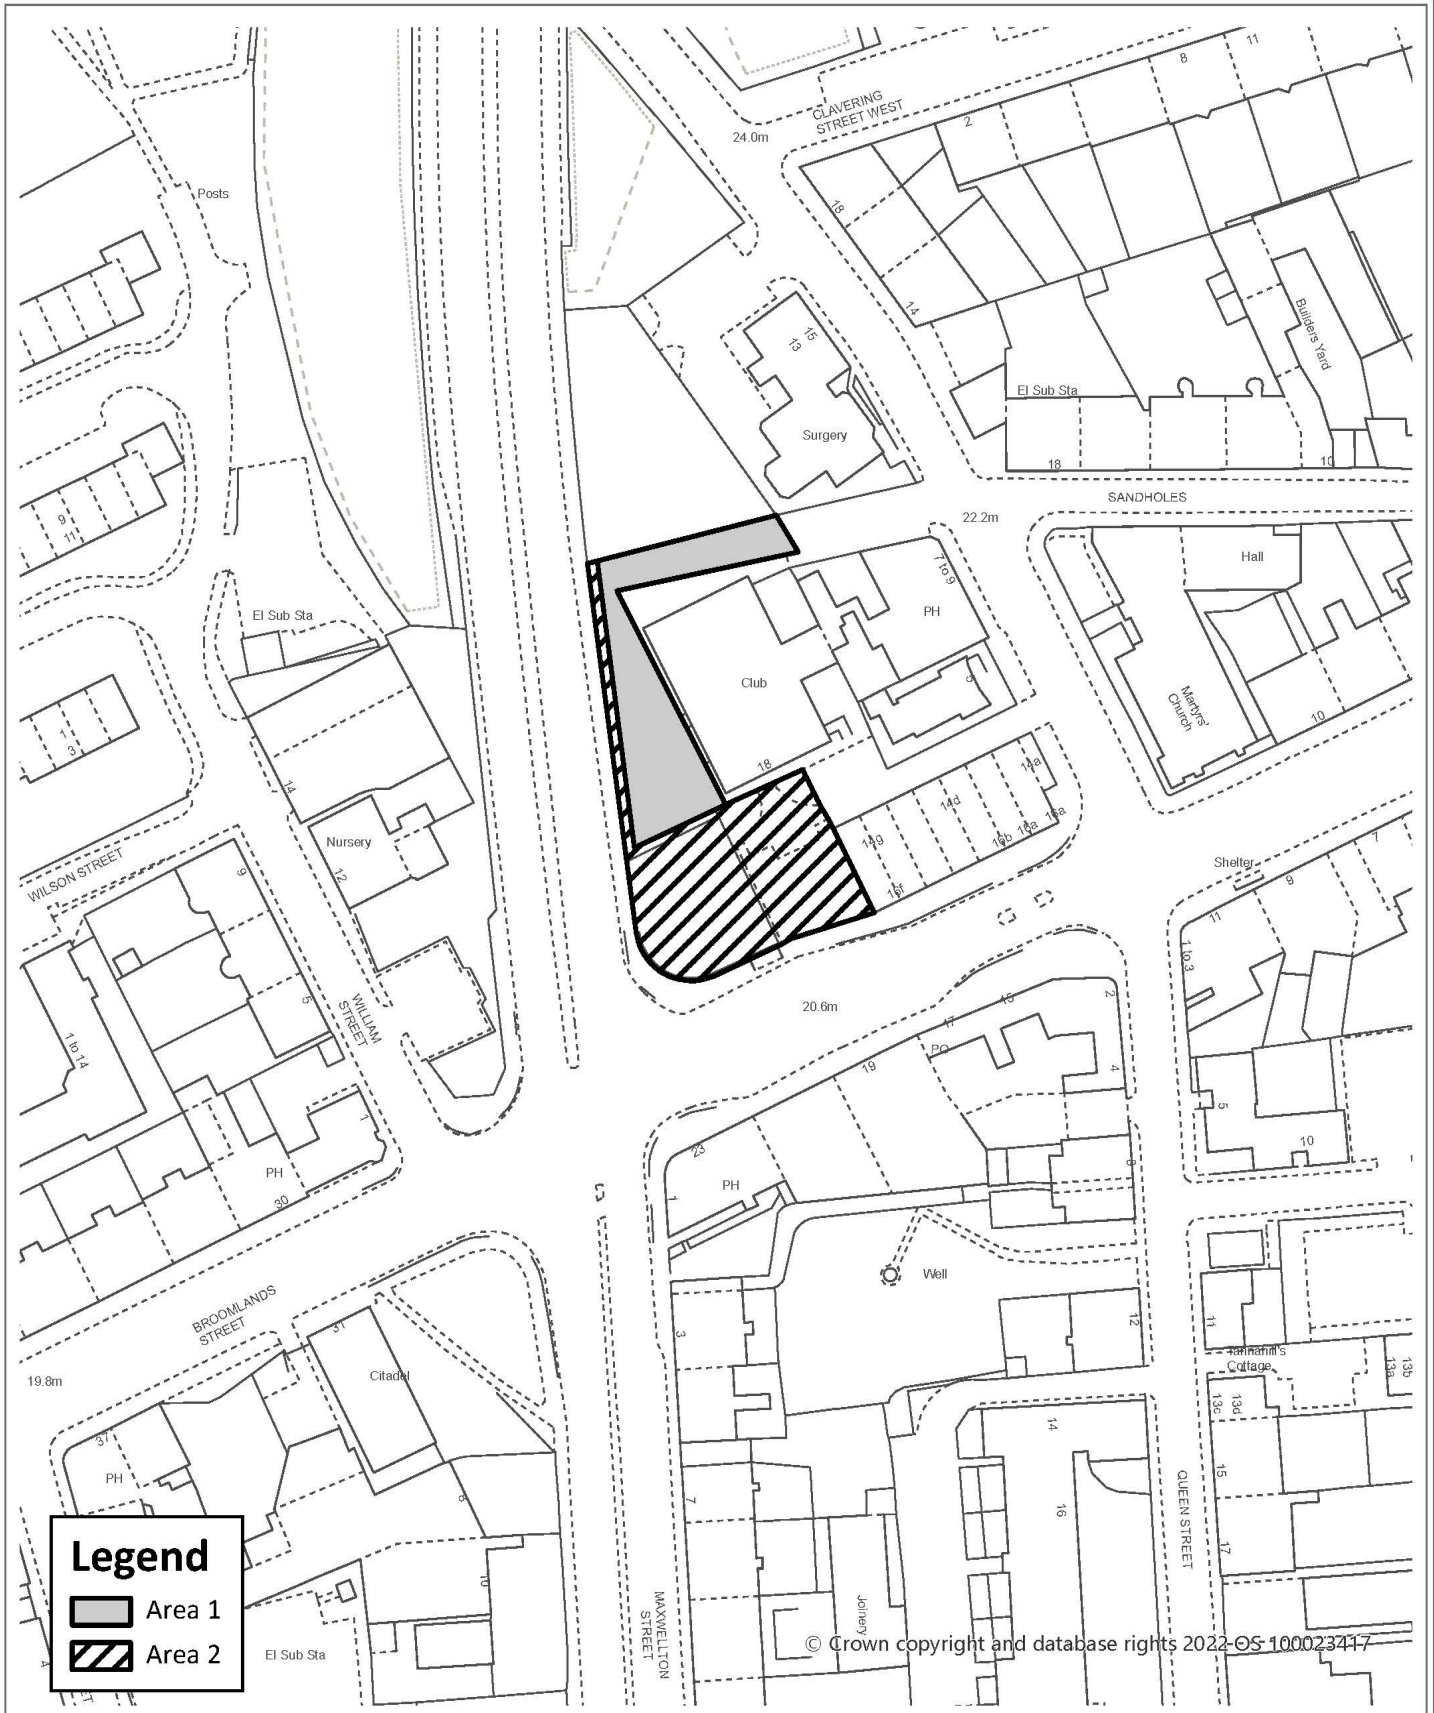 CLAVERING
STREET WEST
11
8
2
24.0m
Posts
18
14
15
13
Builders Yard
El Sub Sta
Surgery
18
10
SANDHOLES
22.2m
9
11
7 to 9
Hall
PH
El Sub Sta
Club
Martyrs'
Church
10
1
3
18
14
14a
14d
14g
16a
16a
16b
16f
Nursery
12
WILSON STREET
9
Shelter
7
9
11
1 to 3
5
WILLIAM
STREET
1 to 14
20.6m
2
15
17
PO
19
4
5
10
1
23
PH
30
PH
1
8
Well
BROOMLANDS
STREET
31
3
12
11
Tannahill's
Cottage
13a
13b
19.8m
Citadel
13c
13d
14
37
PH
8
7
15
16
QUEEN STREET
17
Legend
Area 1
Area 2
10
El Sub Sta
MAXWELLTON
STREET
Joinery
© Crown copyright and database rights 2022 OS 100023417
4